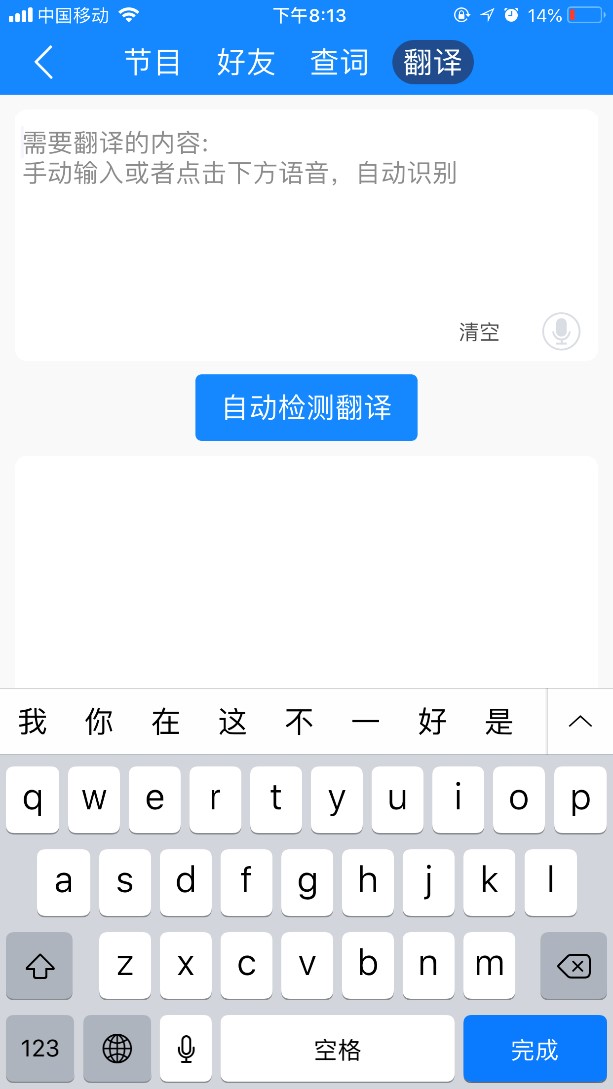 中国移动 下午8:13 14%
节目 好友 查词 翻译
需要翻译的内容:
手动输入或者点击下方语音，自动识别
清空
自动检测翻译
我 你 在 这 不 一 好 是
q w e r t y u i o p
a s d f g h j k l
z x c v b n m
123 空格 完成